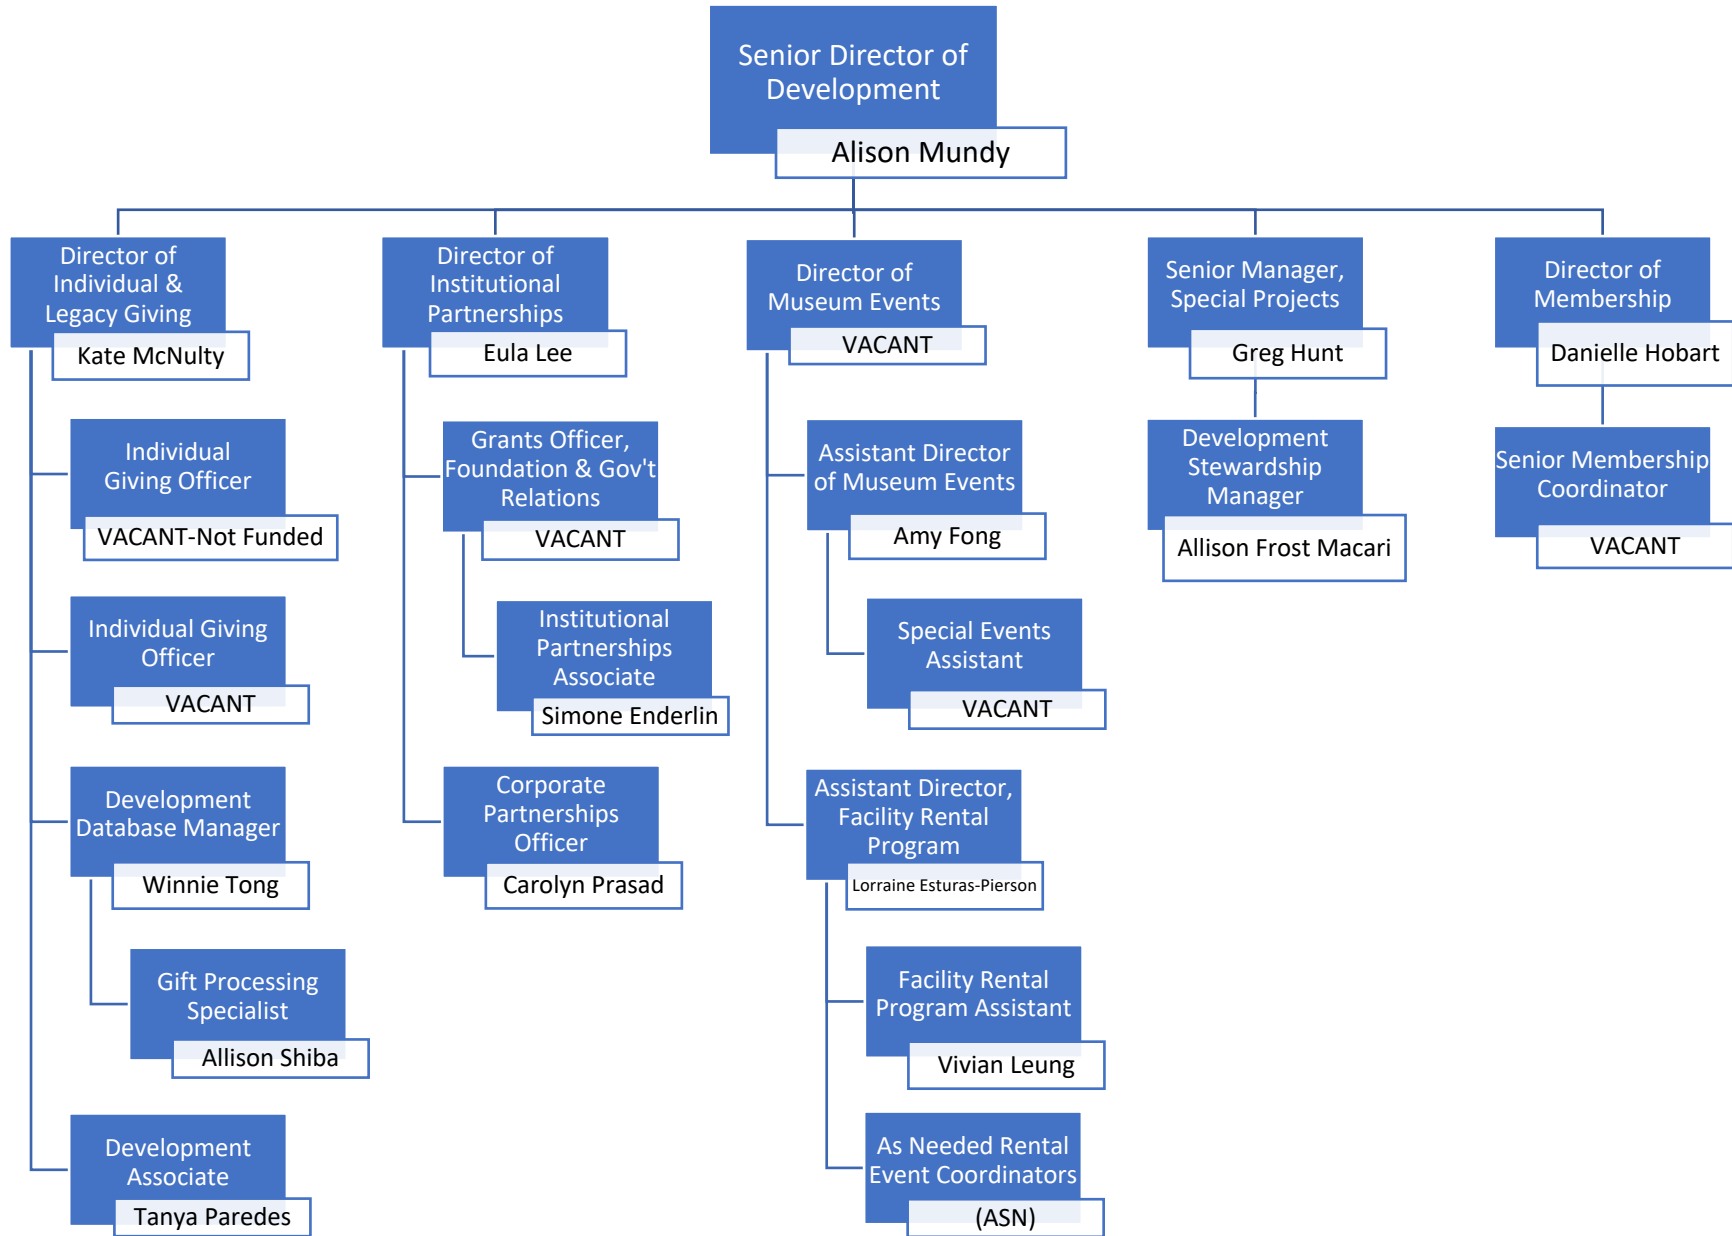 Senior Director of
Development
Alison Mundy
Director of
Individual &
Legacy Giving
Kate McNulty
Individual
Giving Officer
VACANT-Not Funded
Individual Giving
Officer
VACANT
Development
Database Manager
Winnie Tong
Gift Processing
Specialist
Allison Shiba
Development
Associate
Tanya Paredes
Director of
Institutional
Partnerships
Eula Lee
Grants Officer,
Foundation & Gov't
Relations
VACANT
Institutional
Partnerships
Associate
Simone Enderlin
Corporate
Partnerships
Officer
Carolyn Prasad
Director of
Museum Events
VACANT
Assistant Director
of Museum Events
Amy Fong
Special Events
Assistant
VACANT
Assistant Director,
Facility Rental
Program
Lorraine Esturas-Pierson
Facility Rental
Program Assistant
Vivian Leung
As Needed Rental
Event Coordinators
(ASN)
Senior Manager,
Special Projects
Greg Hunt
Development
Stewardship
Manager
Allison Frost Macari
Director of
Membership
Danielle Hobart
Senior Membership
Coordinator
VACANT